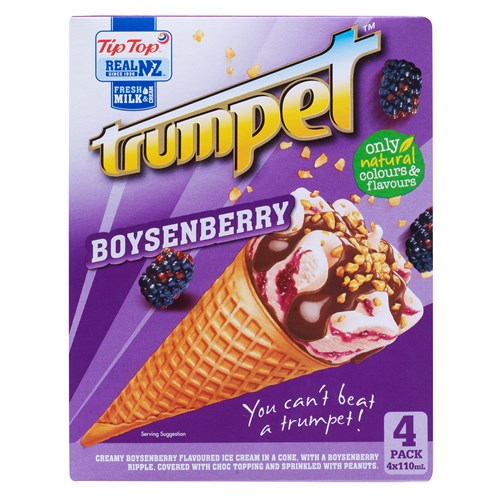 Tip Top
REAL NZ
SINCE 1936
FRESH
MILK & CREAM
trumpet™
only
natural
colours &
flavours
BOYSENBERRY
You can't beat
a trumpet!
Serving Suggestion
4
PACK
4x110mL
CREAMY BOYSENBERRY FLAVOURED ICE CREAM IN A CONE, WITH A BOYSENBERRY
RIPPLE, COVERED WITH CHOC TOPPING AND SPRINKLED WITH PEANUTS.